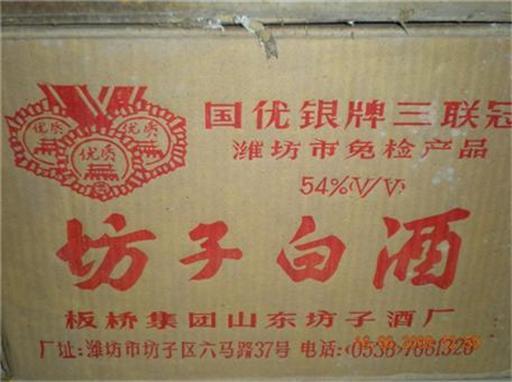 国优银牌三联冠
潍坊市免检产品
54%(V/V)
优质 优质
优质
坊子白酒
板桥集团山东坊子酒厂
厂址:潍坊市坊子区六马路37号 电话:(0536)7661320